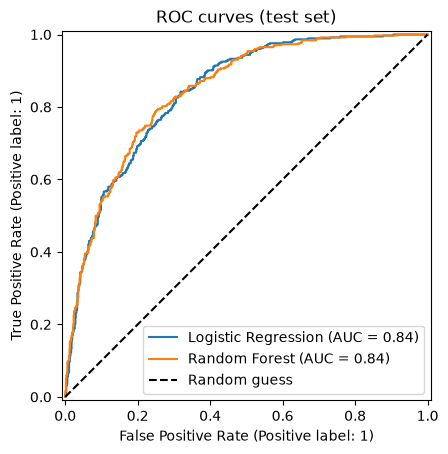 ROC curves (test set)
True Positive Rate (Positive label: 1)
1.0
0.8
0.6
0.4
0.2
0.0
Logistic Regression (AUC = 0.84)
Random Forest (AUC = 0.84)
Random guess
0.0 0.2 0.4 0.6 0.8 1.0
False Positive Rate (Positive label: 1)